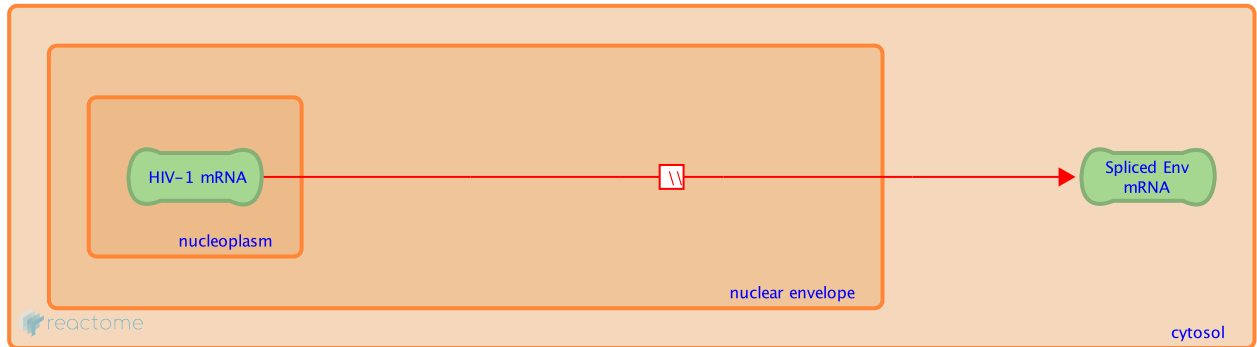 HIV-1 mRNA
\\
Spliced Env
mRNA
nucleoplasm
nuclear envelope
reactome
cytosol